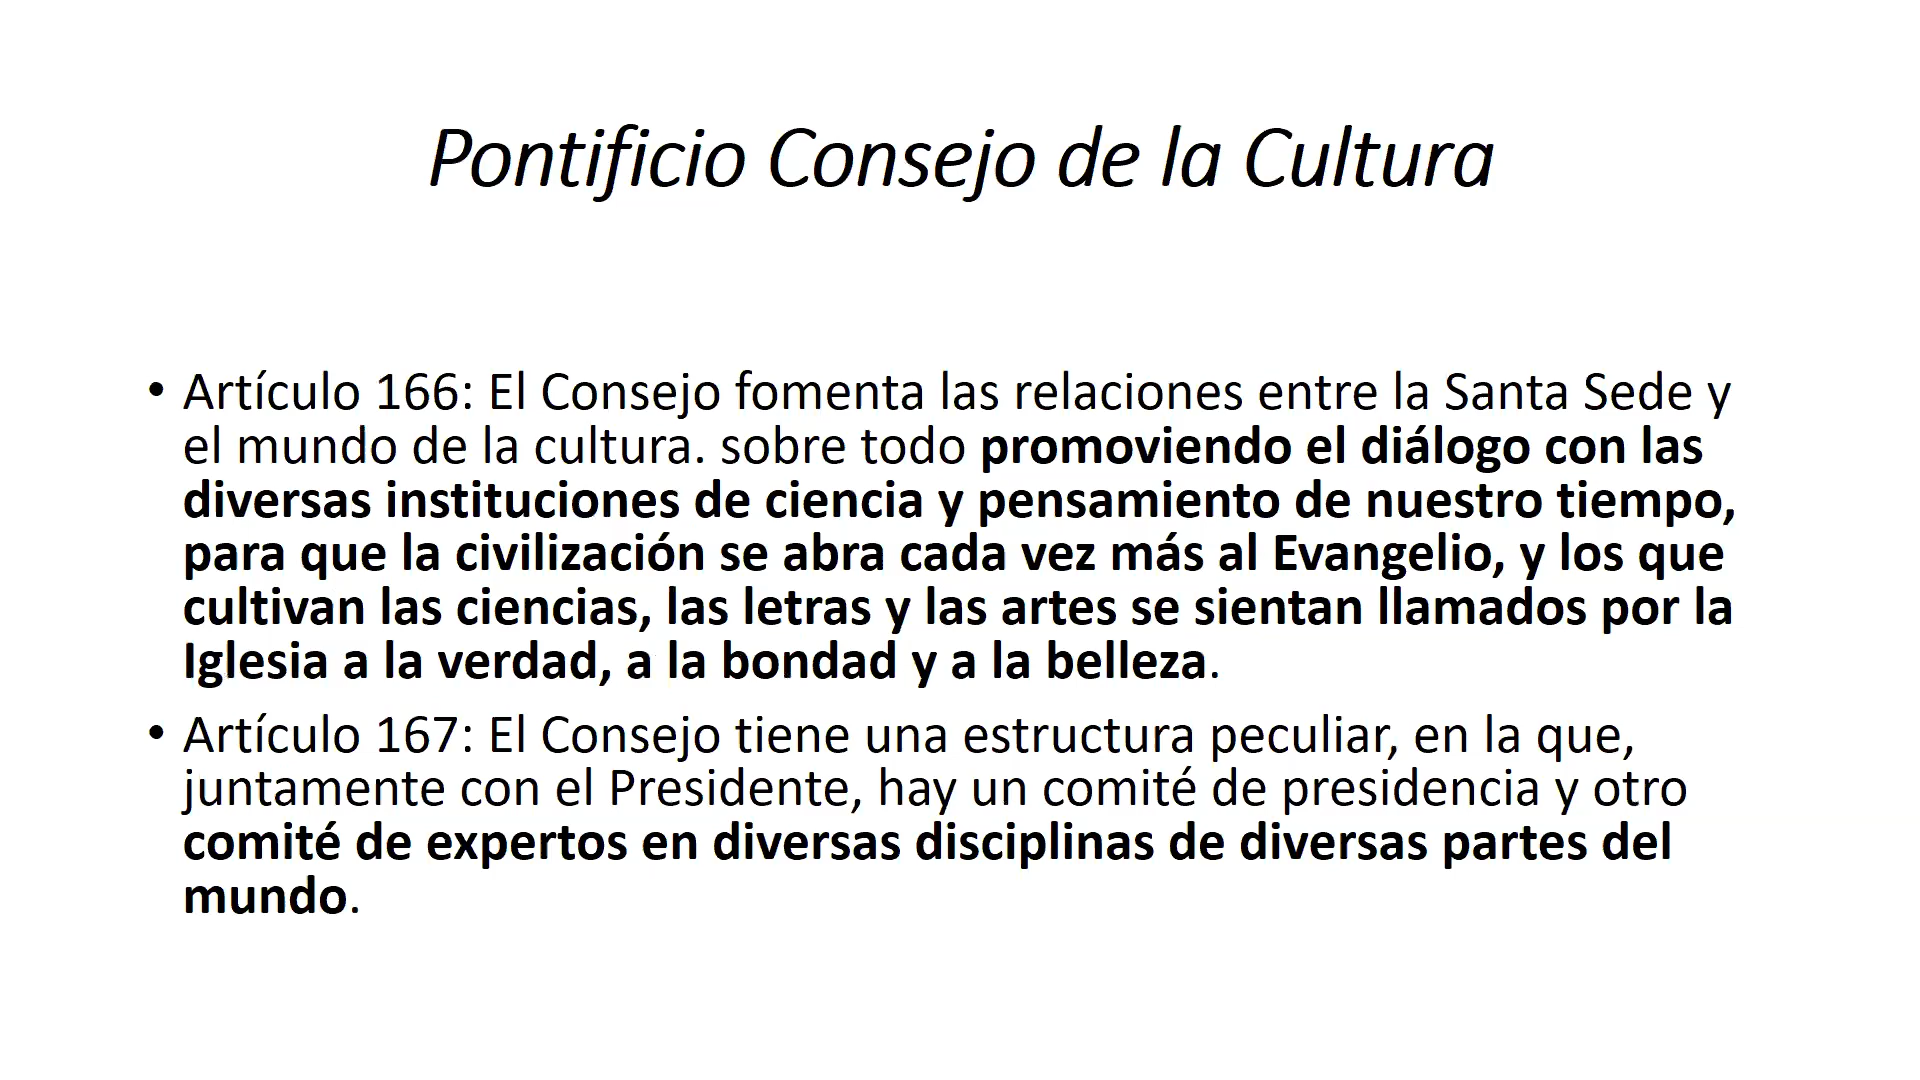 Pontificio Consejo de la Cultura
• Artículo 166: El Consejo fomenta las relaciones entre la Santa Sede y
el mundo de la cultura. sobre todo promoviendo el diálogo con las
diversas instituciones de ciencia y pensamiento de nuestro tiempo,
para que la civilización se abra cada vez más al Evangelio, y los que
cultivan las ciencias, las letras y las artes se sientan llamados por la
Iglesia a la verdad, a la bondad y a la belleza.
• Artículo 167: El Consejo tiene una estructura peculiar, en la que,
juntamente con el Presidente, hay un comité de presidencia y otro
comité de expertos en diversas disciplinas de diversas partes del
mundo.